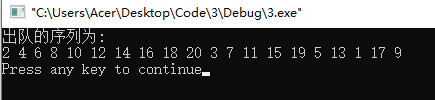 "C:\Users\Acer\Desktop\Code\3\Debug\3.exe"
出队的序列为:
2 4 6 8 10 12 14 16 18 20 3 7 11 15 19 5 13 1 17 9
Press any key to continue